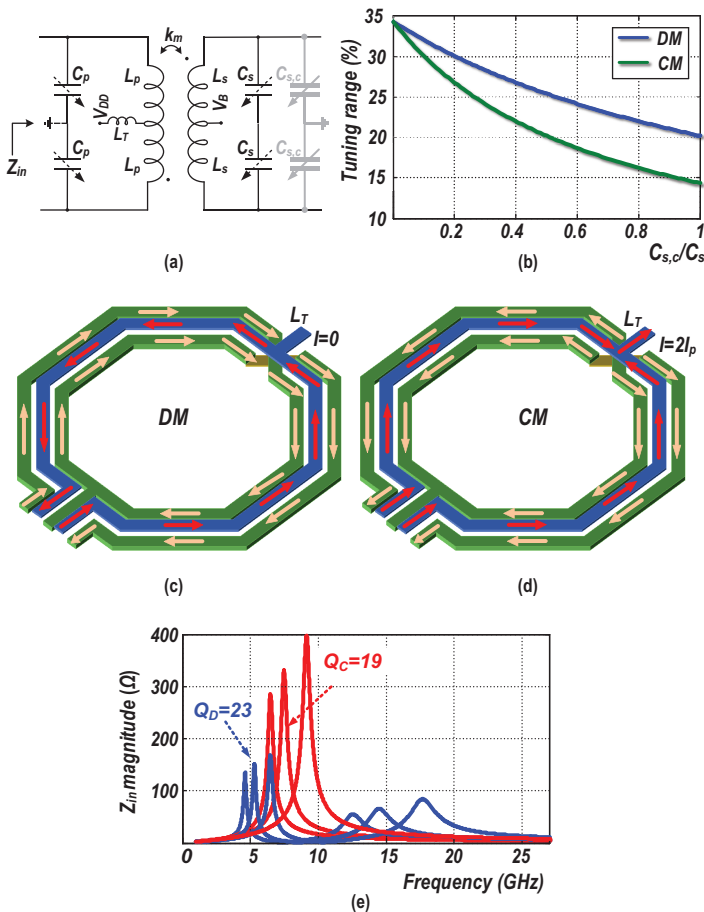 k_m
C_p L_p L_s C_s C_{s,c}
V_DD V_B
L_T
Z_in
C_p L_p L_s C_s C_{s,c}
(a)
Tuning range (%)
35
30
25
20
15
10
DM
CM
0.2 0.4 0.6 0.8 1
C_{s,c}/C_s
(b)
L_T
I=0
DM
(c)
L_T
I=2I_p
CM
(d)
Z_in magnitude (Ω)
400
300
200
100
Q_C=19
Q_D=23
0 5 10 15 20 25
Frequency (GHz)
(e)